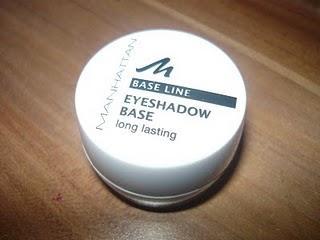 M
BASE LINE
EYESHADOW
BASE
long lasting
MANHATTAN